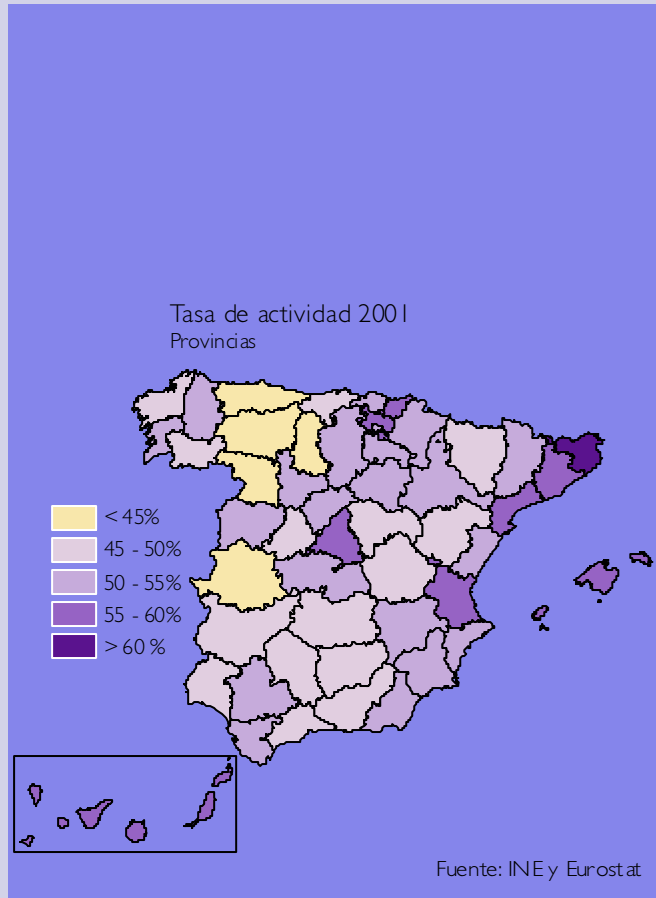 Tasa de actividad 2001
Provincias
< 45%
45 - 50%
50 - 55%
55 - 60%
> 60 %
Fuente: INE y Eurostat